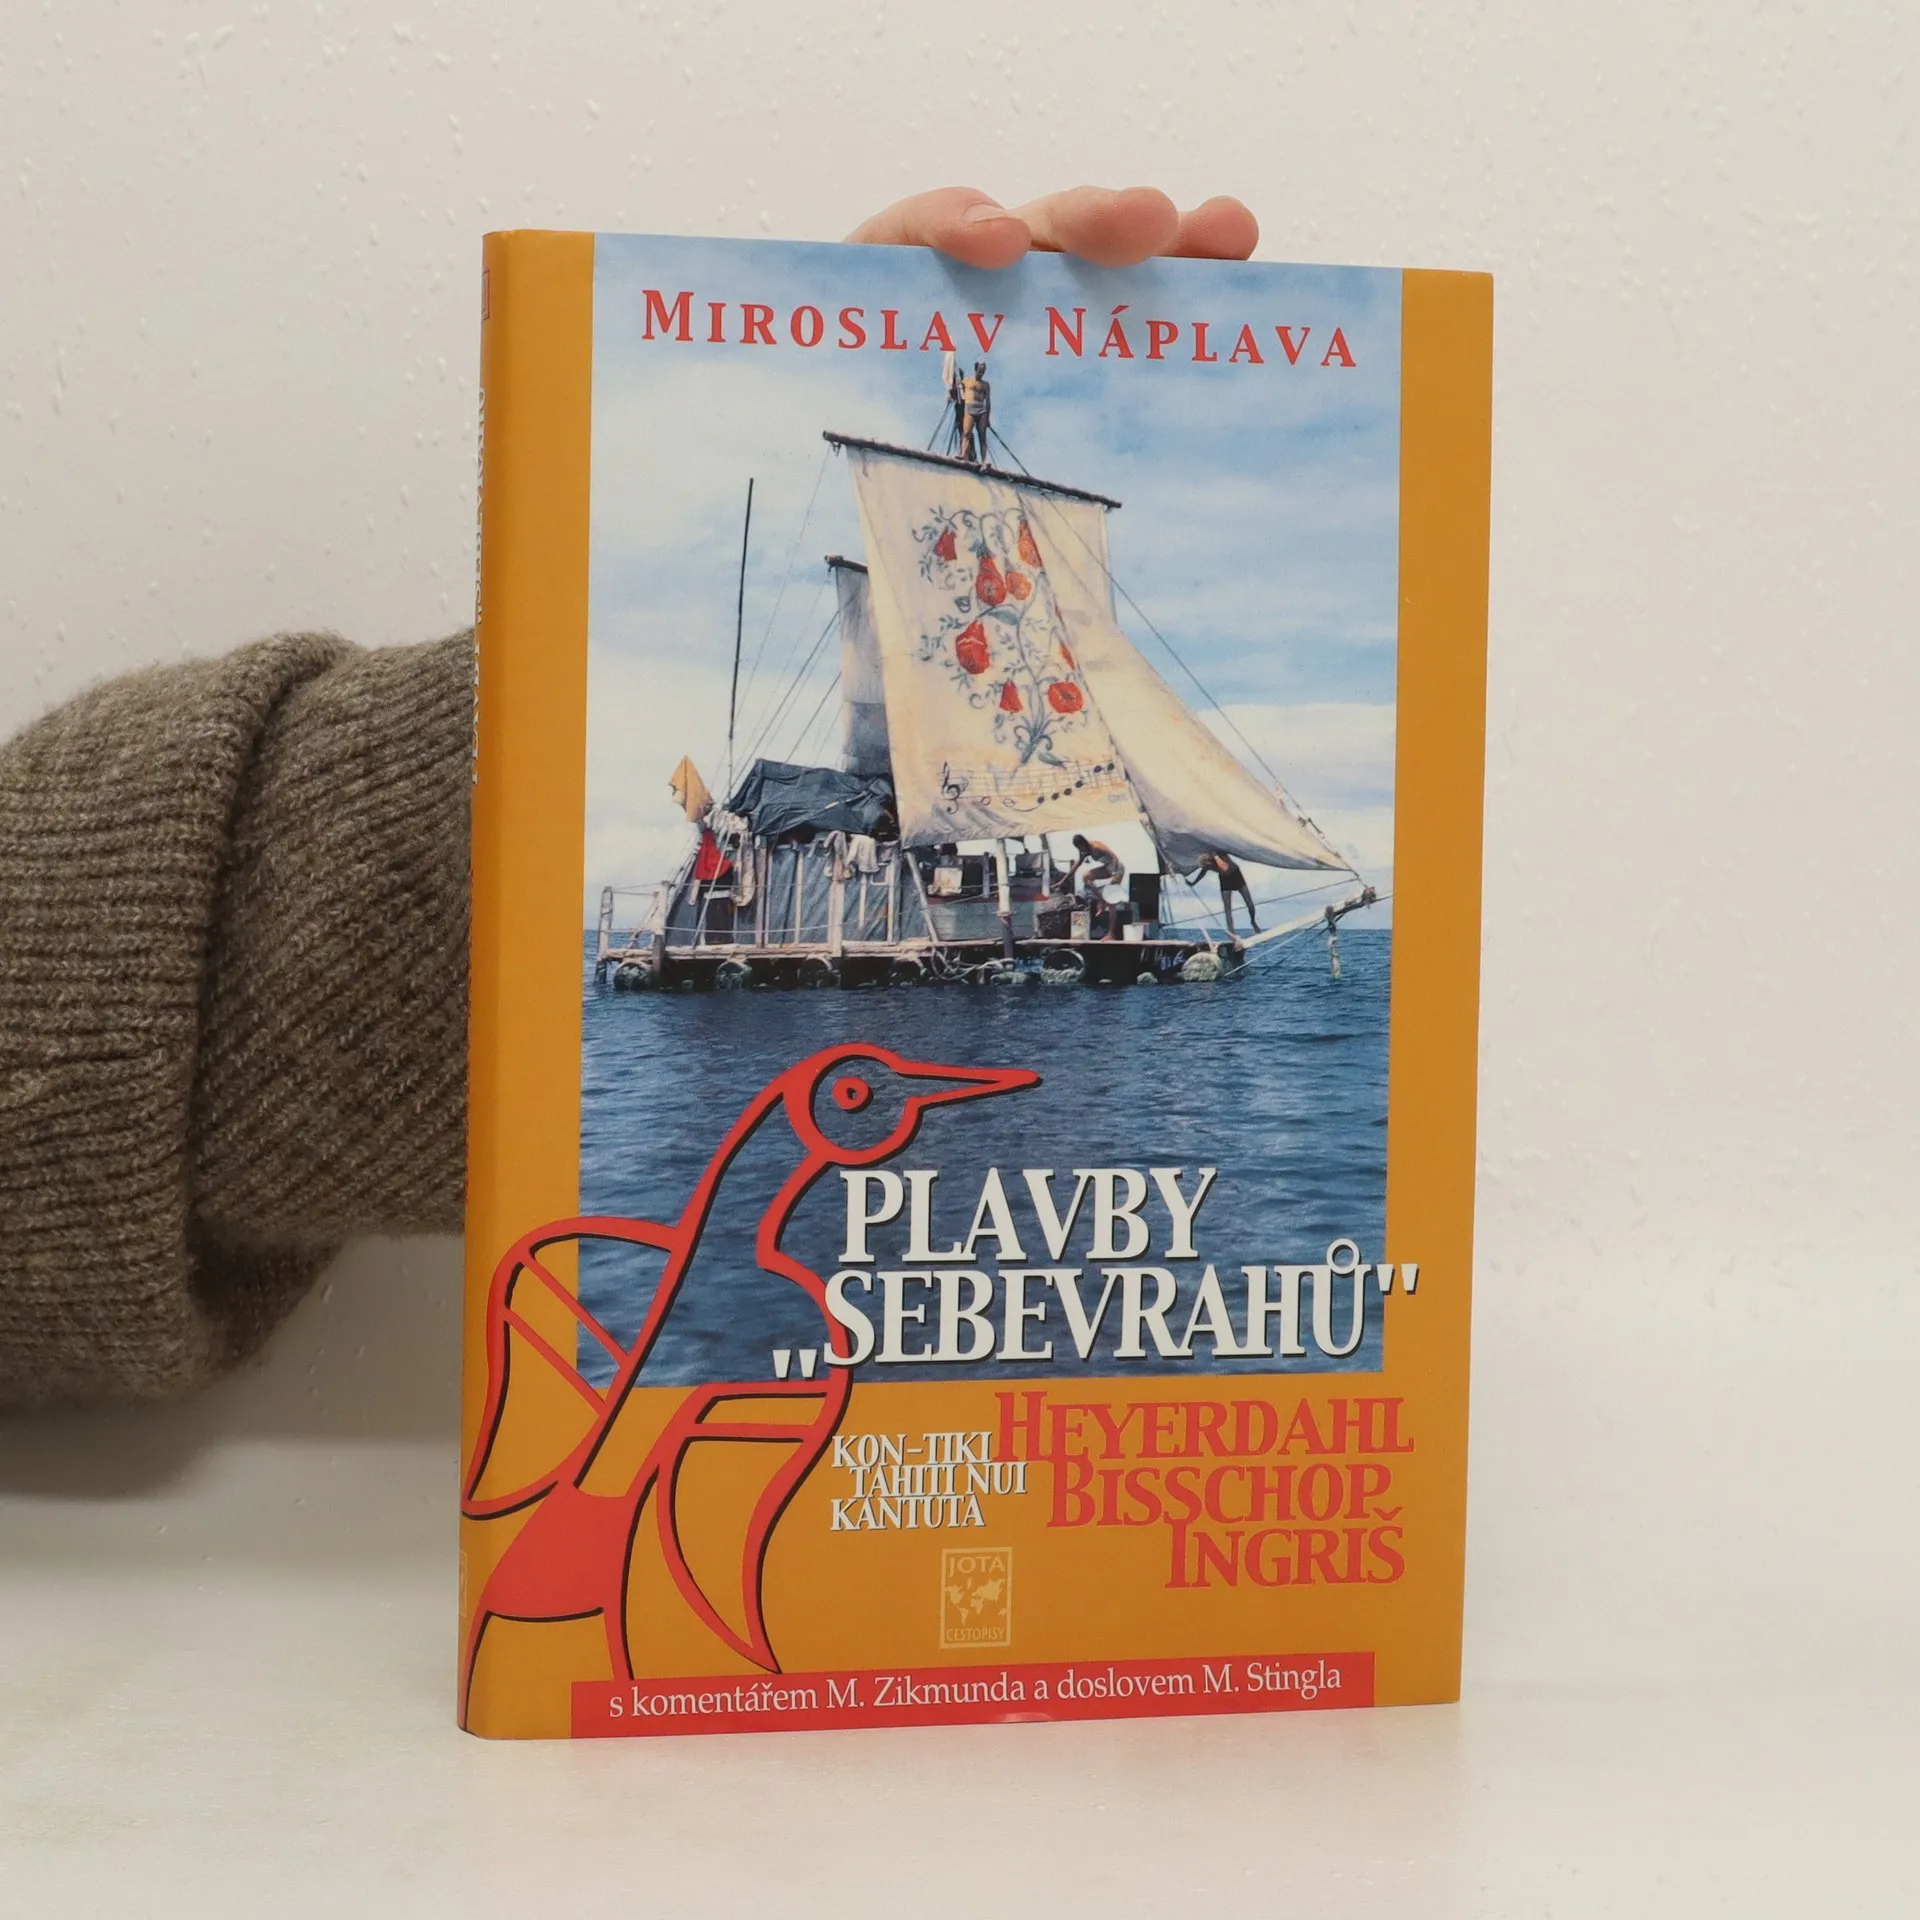 MIROSLAV NÁPLAVA
PLAVBY
„SEBEVRAHŮ"
KON-TIKI HEYERDAHL
TAHITI NUI BISSCHOP
KANTUTA INGRIŠ
JOTA
CESTOPISY
s komentářem M. Zikmunda a doslovem M. Stingla